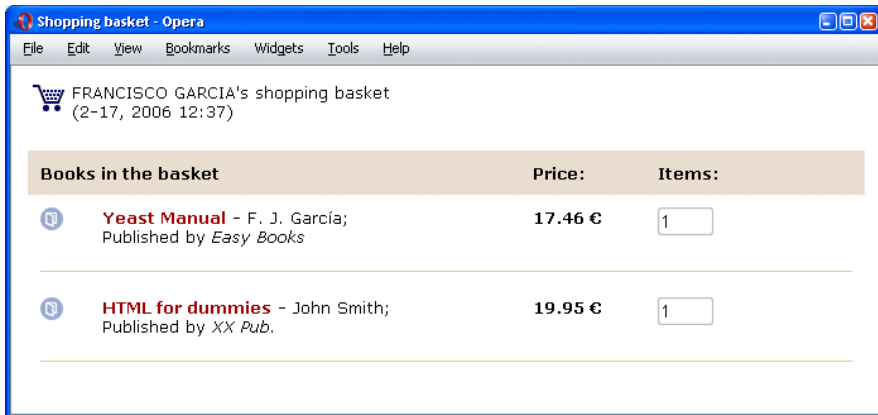 Shopping basket - Opera
File Edit View Bookmarks Widgets Tools Help
FRANCISCO GARCIA's shopping basket
(2-17, 2006 12:37)
Books in the basket Price: Items:
Yeast Manual - F. J. García; 17.46 € 1
Published by Easy Books
HTML for dummies - John Smith; 19.95 € 1
Published by XX Pub.